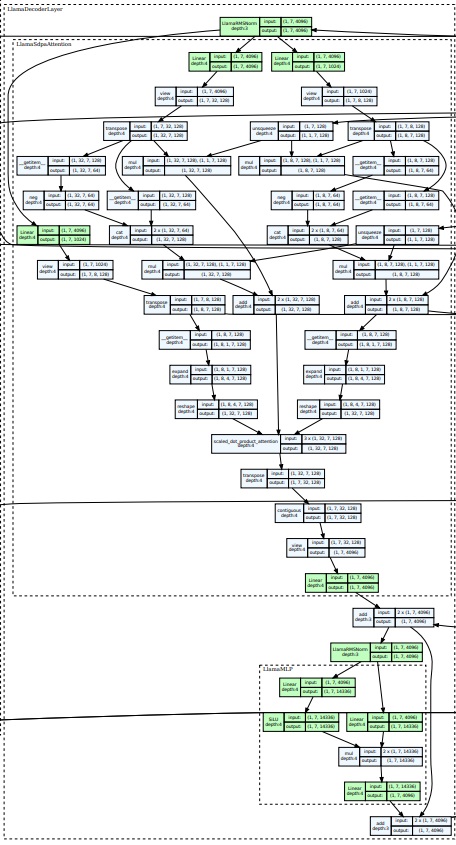 LlamaDecoderLayer
LlamaRMSNorm depth:3 input: (1, 7, 4096) output: (1, 7, 4096)
LlamaSdpaAttention
Linear depth:4 input: (1, 7, 4096) output: (1, 7, 4096)
Linear depth:4 input: (1, 7, 4096) output: (1, 7, 1024)
view depth:4 input: (1, 7, 4096) output: (1, 7, 32, 128)
view depth:4 input: (1, 7, 1024) output: (1, 7, 8, 128)
transpose depth:4 input: (1, 7, 32, 128) output: (1, 32, 7, 128)
unsqueeze depth:4 input: (1, 7, 128) output: (1, 1, 7, 128)
transpose depth:4 input: (1, 7, 8, 128) output: (1, 8, 7, 128)
__getitem__ depth:4 input: (1, 32, 7, 128) output: (1, 32, 7, 64)
mul depth:4 input: (1, 32, 7, 128), (1, 1, 7, 128) output: (1, 32, 7, 128)
mul depth:4 input: (1, 8, 7, 128), (1, 1, 7, 128) output: (1, 8, 7, 128)
__getitem__ depth:4 input: (1, 8, 7, 128) output: (1, 8, 7, 64)
neg depth:4 input: (1, 32, 7, 64) output: (1, 32, 7, 64)
__getitem__ depth:4 input: (1, 32, 7, 128) output: (1, 32, 7, 64)
neg depth:4 input: (1, 8, 7, 64) output: (1, 8, 7, 64)
__getitem__ depth:4 input: (1, 8, 7, 128) output: (1, 8, 7, 64)
Linear depth:4 input: (1, 7, 4096) output: (1, 7, 1024)
cat depth:4 input: 2 x (1, 32, 7, 64) output: (1, 32, 7, 128)
cat depth:4 input: 2 x (1, 8, 7, 64) output: (1, 8, 7, 128)
unsqueeze depth:4 input: (1, 7, 128) output: (1, 1, 7, 128)
view depth:4 input: (1, 7, 1024) output: (1, 7, 8, 128)
mul depth:4 input: (1, 32, 7, 128), (1, 1, 7, 128) output: (1, 32, 7, 128)
mul depth:4 input: (1, 8, 7, 128), (1, 1, 7, 128) output: (1, 8, 7, 128)
transpose depth:4 input: (1, 7, 8, 128) output: (1, 8, 7, 128)
add depth:4 input: 2 x (1, 32, 7, 128) output: (1, 32, 7, 128)
add depth:4 input: 2 x (1, 8, 7, 128) output: (1, 8, 7, 128)
__getitem__ depth:4 input: (1, 8, 7, 128) output: (1, 8, 1, 7, 128)
__getitem__ depth:4 input: (1, 8, 7, 128) output: (1, 8, 1, 7, 128)
expand depth:4 input: (1, 8, 1, 7, 128) output: (1, 8, 4, 7, 128)
expand depth:4 input: (1, 8, 1, 7, 128) output: (1, 8, 4, 7, 128)
reshape depth:4 input: (1, 8, 4, 7, 128) output: (1, 32, 7, 128)
reshape depth:4 input: (1, 8, 4, 7, 128) output: (1, 32, 7, 128)
scaled_dot_product_attention depth:4 input: 3 x (1, 32, 7, 128) output: (1, 32, 7, 128)
transpose depth:4 input: (1, 32, 7, 128) output: (1, 7, 32, 128)
contiguous depth:4 input: (1, 7, 32, 128) output: (1, 7, 32, 128)
view depth:4 input: (1, 7, 32, 128) output: (1, 7, 4096)
Linear depth:4 input: (1, 7, 4096) output: (1, 7, 4096)
add depth:3 input: 2 x (1, 7, 4096) output: (1, 7, 4096)
LlamaRMSNorm depth:3 input: (1, 7, 4096) output: (1, 7, 4096)
LlamaMLP
Linear depth:4 input: (1, 7, 4096) output: (1, 7, 14336)
SiLU depth:4 input: (1, 7, 14336) output: (1, 7, 14336)
Linear depth:4 input: (1, 7, 4096) output: (1, 7, 14336)
mul depth:4 input: 2 x (1, 7, 14336) output: (1, 7, 14336)
Linear depth:4 input: (1, 7, 14336) output: (1, 7, 4096)
add depth:3 input: 2 x (1, 7, 4096) output: (1, 7, 4096)